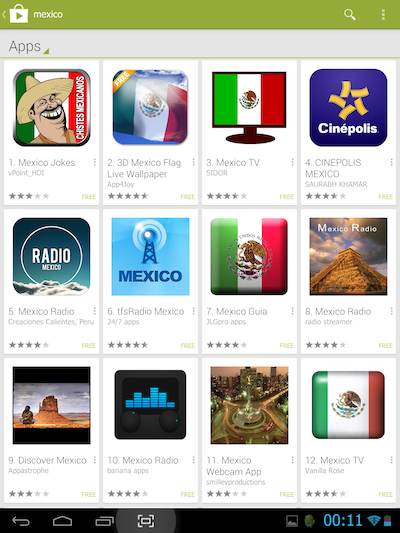 mexico
Apps
CHISTES MEXICANOS
FREE
Cinépolis
1. Mexico Jokes
vPoint_HDI
FREE
2. 3D Mexico Flag
Live Wallpaper
App4Joy
FREE
3. Mexico TV
SIDOR
FREE
4. CINEPOLIS
MEXICO
SAURABH KHAMAR
FREE
RADIO
MEXICO
MEXICO
Mexico Radio
5. Mexico Radio
Creaciones Calientes, Peru
FREE
6. tfsRadio Mexico
24/7 apps
FREE
7. Mexico Guia
JLGoro apps
FREE
8. Mexico Radio
radio streamer
FREE
9. Discover Mexico
Appastrophe
FREE
10. Mexico Radio
banana apps
FREE
11. Mexico
Webcam App
smilleyproductions
FREE
12. Mexico TV
Vanilla Rose
FREE
00:11